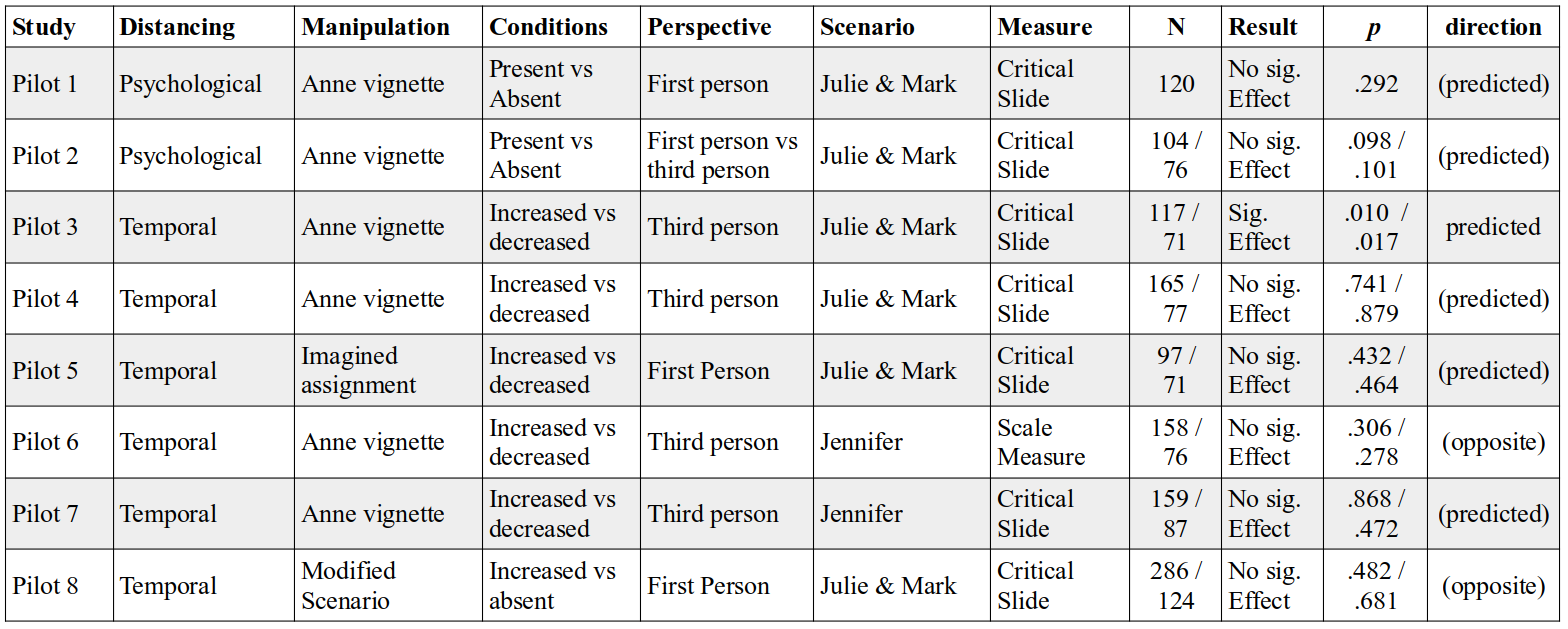 Study Distancing Manipulation Conditions Perspective Scenario Measure N Result p direction
Pilot 1 Psychological Anne vignette Present vs Absent First person Julie & Mark Critical Slide 120 No sig. Effect .292 (predicted)
Pilot 2 Psychological Anne vignette Present vs Absent First person vs third person Julie & Mark Critical Slide 104 / 76 No sig. Effect .098 / .101 (predicted)
Pilot 3 Temporal Anne vignette Increased vs decreased Third person Julie & Mark Critical Slide 117 / 71 Sig. Effect .010 / .017 predicted
Pilot 4 Temporal Anne vignette Increased vs decreased Third person Julie & Mark Critical Slide 165 / 77 No sig. Effect .741 / .879 (predicted)
Pilot 5 Temporal Imagined assignment Increased vs decreased First Person Julie & Mark Critical Slide 97 / 71 No sig. Effect .432 / .464 (predicted)
Pilot 6 Temporal Anne vignette Increased vs decreased Third person Jennifer Scale Measure 158 / 76 No sig. Effect .306 / .278 (opposite)
Pilot 7 Temporal Anne vignette Increased vs decreased Third person Jennifer Critical Slide 159 / 87 No sig. Effect .868 / .472 (predicted)
Pilot 8 Temporal Modified Scenario Increased vs absent First Person Julie & Mark Critical Slide 286 / 124 No sig. Effect .482 / .681 (opposite)